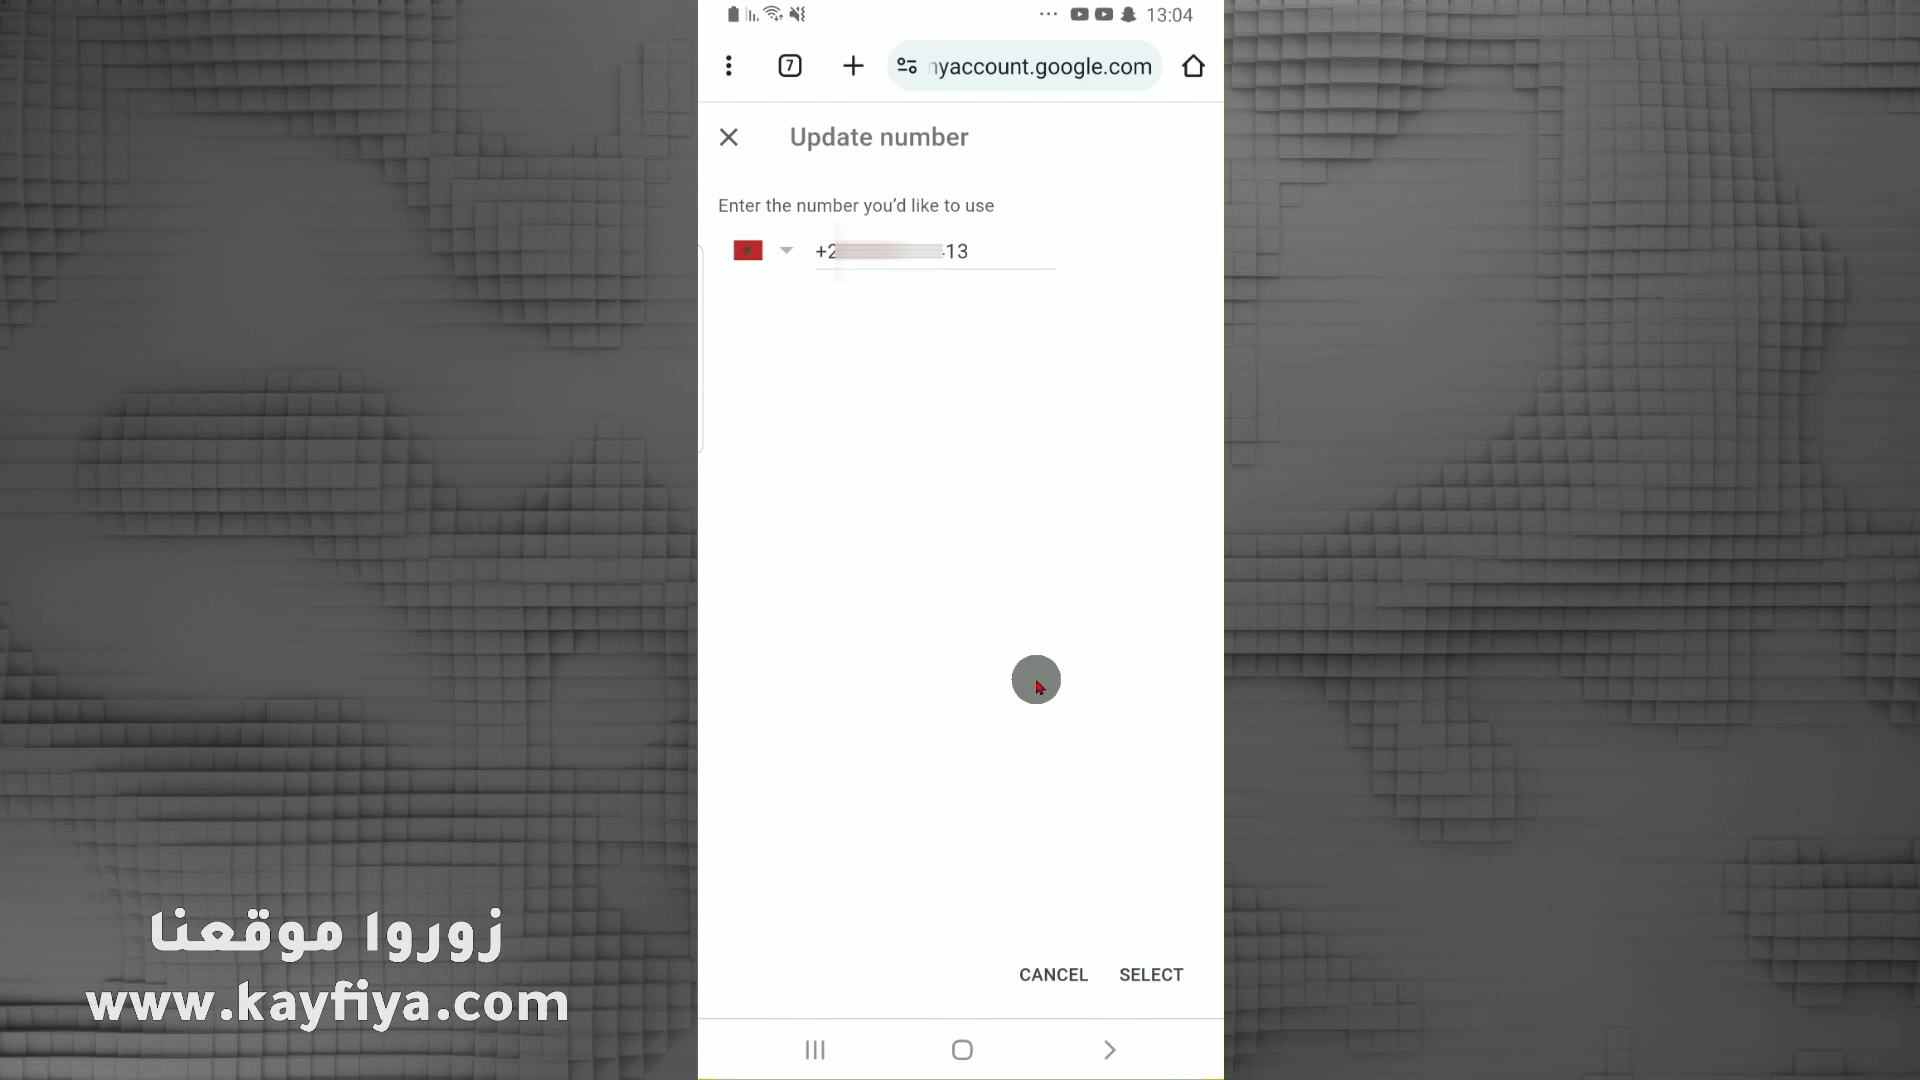 13:04
7
nyaccount.google.com
Update number
Enter the number you’d like to use
+2 13
CANCEL SELECT
زوروا موقعنا
www.kayfiya.com